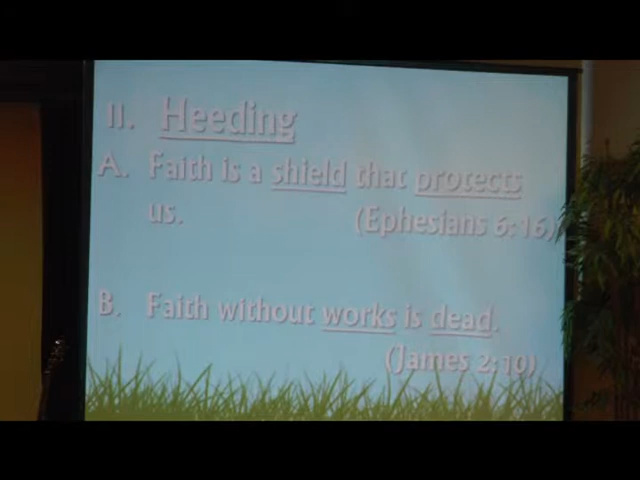 II. Heeding
A. Faith is a shield that protects
us. (Ephesians 6:16)
B. Faith without works is dead.
(James 2:10)